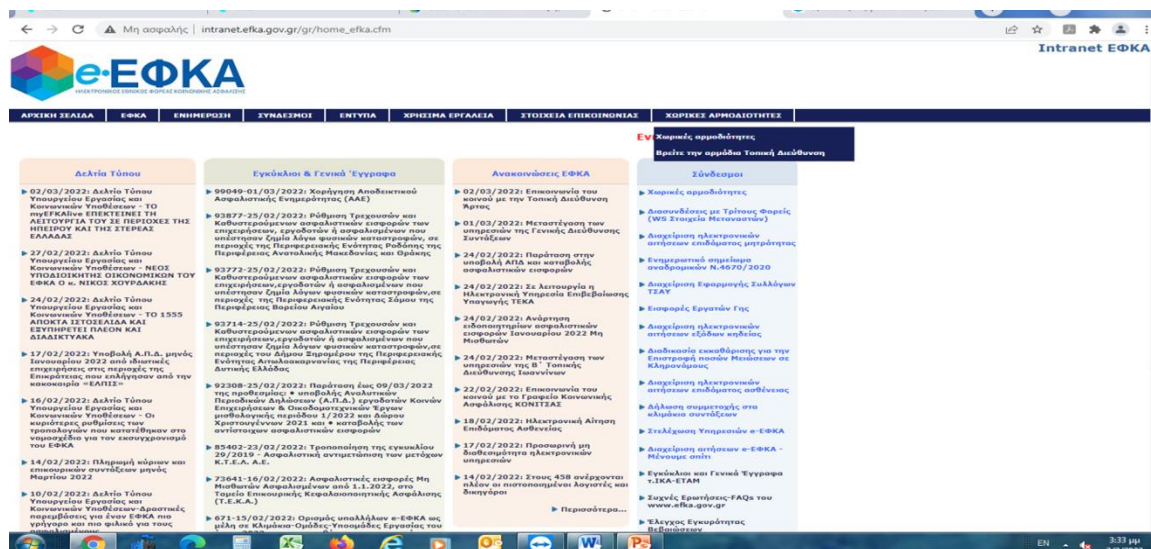 Μη ασφαλής | intranet.efka.gov.gr/gr/home_efka.cfm
Intranet ΕΦΚΑ
e-ΕΦΚΑ
ΗΛΕΚΤΡΟΝΙΚΟΣ ΕΘΝΙΚΟΣ ΦΟΡΕΑΣ ΚΟΙΝΩΝΙΚΗΣ ΑΣΦΑΛΙΣΗΣ
ΑΡΧΙΚΗ ΣΕΛΙΔΑ ΕΦΚΑ ΕΝΗΜΕΡΩΣΗ ΣΥΝΔΕΣΜΟΙ ΕΝΤΥΠΑ ΧΡΗΣΙΜΑ ΕΡΓΑΛΕΙΑ ΣΤΟΙΧΕΙΑ ΕΠΙΚΟΙΝΩΝΙΑΣ ΧΩΡΙΚΕΣ ΑΡΜΟΔΙΟΤΗΤΕΣ
Χωρικές αρμοδιότητες
Βρείτε την αρμόδια Τοπική Διεύθυνση
Δελτία Τύπου
02/03/2022: Δελτίο Τύπου
Υπουργείου Εργασίας και
Κοινωνικών Υποθέσεων - ΤΟ
myEFKAlive ΕΠΕΚΤΕΙΝΕΙ ΤΗ
ΛΕΙΤΟΥΡΓΙΑ ΤΟΥ ΣΕ ΠΕΡΙΟΧΕΣ ΤΗΣ
ΗΠΕΙΡΟΥ ΚΑΙ ΤΗΣ ΣΤΕΡΕΑΣ
ΕΛΛΑΔΑΣ
27/02/2022: Δελτίο Τύπου
Υπουργείου Εργασίας και
Κοινωνικών Υποθέσεων - ΝΕΟΣ
ΥΠΟΔΙΟΙΚΗΤΗΣ ΟΙΚΟΝΟΜΙΚΩΝ ΤΟΥ
ΕΦΚΑ Ο κ. ΝΙΚΟΣ ΧΟΥΡΔΑΚΗΣ
24/02/2022: Δελτίο Τύπου
Υπουργείου Εργασίας και
Κοινωνικών Υποθέσεων - ΤΟ 1555
ΑΠΟΚΤΑ ΙΣΤΟΣΕΛΙΔΑ ΚΑΙ
ΕΞΥΠΗΡΕΤΕΙ ΠΛΕΟΝ ΚΑΙ
ΔΙΑΔΙΚΤΥΑΚΑ
17/02/2022: Υποβολή Α.Π.Δ. μηνός
Ιανουαρίου 2022 από ιδιωτικές
επιχειρήσεις στις περιοχές της
Επικράτειας που επλήγησαν από την
κακοκαιρία «ΕΛΠΙΣ»
16/02/2022: Δελτίο Τύπου
Υπουργείου Εργασίας και
Κοινωνικών Υποθέσεων - Οι
κυριότερες ρυθμίσεις των
τροπολογιών που κατατέθηκαν στο
νομοσχέδιο για τον εκσυγχρονισμό
του ΕΦΚΑ
14/02/2022: Πληρωμή κύριων και
επικουρικών συντάξεων μηνός
Μαρτίου 2022
10/02/2022: Δελτίο Τύπου
Υπουργείου Εργασίας και
Κοινωνικών Υποθέσεων-Δραστικές
παρεμβάσεις για έναν ΕΦΚΑ πιο
γρήγορο και πιο φιλικό για τους
ασφαλισμένους
Εγκύκλιοι & Γενικά Έγγραφα
99049-01/03/2022: Χορήγηση Αποδεικτικού
Ασφαλιστικής Ενημερότητας (ΑΑΕ)
93877-25/02/2022: Ρύθμιση Τρεχουσών και
Καθυστερούμενων ασφαλιστικών εισφορών των
επιχειρήσεων, εργοδοτών ή ασφαλισμένων που
υπέστησαν ζημία λόγω φυσικών καταστροφών, σε
περιοχές της Περιφερειακής Ενότητας Ροδόπης της
Περιφέρειας Ανατολικής Μακεδονίας και Θράκης
93772-25/02/2022: Ρύθμιση Τρεχουσών και
Καθυστερούμενων ασφαλιστικών εισφορών των
επιχειρήσεων,εργοδοτών ή ασφαλισμένων που
υπέστησαν ζημία λόγω φυσικών καταστροφών,σε
περιοχές της Περιφερειακής Ενότητας Σάμου της
Περιφέρειας Βορείου Αιγαίου
93714-25/02/2022: Ρύθμιση Τρεχουσών και
Καθυστερούμενων ασφαλιστικών εισφορών των
επιχειρήσεων,εργοδοτών ή ασφαλισμένων που
υπέστησαν ζημία λόγω φυσικών καταστροφών,σε
περιοχές του Δήμου Ξηρομέρου της Περιφερειακής
Ενότητας Αιτωλοακαρνανίας της Περιφέρειας
Δυτικής Ελλάδας
92308-25/02/2022: Παράταση έως 09/03/2022
της προθεσμίας: • υποβολής Αναλυτικών
Περιοδικών Δηλώσεων (Α.Π.Δ.) εργοδοτών Κοινών
Επιχειρήσεων & Οικοδομοτεχνικών Έργων
μισθολογικής περιόδου 1/2022 και Δώρου
Χριστουγέννων 2021 και • καταβολής των
αντίστοιχων ασφαλιστικών εισφορών
85402-23/02/2022: Τροποποίηση της εγκυκλίου
29/2019 - Ασφαλιστική αντιμετώπιση των μετόχων
Κ.Τ.Ε.Λ. Α.Ε.
73641-16/02/2022: Ασφαλιστικές εισφορές Μη
Μισθωτών Ασφαλισμένων από 1.1.2022, στο
Ταμείο Επικουρικής Κεφαλαιοποιητικής Ασφάλισης
(Τ.Ε.Κ.Α.)
671-15/02/2022: Ορισμός υπαλλήλων e-ΕΦΚΑ ως
μέλη σε Κλιμάκια-Ομάδες-Υποομάδες Εργασίας του
Ανακοινώσεις ΕΦΚΑ
02/03/2022: Επικοινωνία του
κοινού με την Τοπική Διεύθυνση
Άρτας
01/03/2022: Μεταστέγαση των
υπηρεσιών της Γενικής Διεύθυνσης
Συντάξεων
24/02/2022: Παράταση στην
υποβολή ΑΠΔ και καταβολής
ασφαλιστικών εισφορών
24/02/2022: Σε λειτουργία η
Ηλεκτρονική Υπηρεσία Επιβεβαίωσης
Υπαγωγής ΤΕΚΑ
24/02/2022: Ανάρτηση
ειδοποιητηρίων ασφαλιστικών
εισφορών Ιανουαρίου 2022 Μη
Μισθωτών
24/02/2022: Μεταστέγαση των
υπηρεσιών της Β΄ Τοπικής
Διεύθυνσης Ιωαννίνων
22/02/2022: Επικοινωνία του
κοινού με το Γραφείο Κοινωνικής
Ασφάλισης ΚΟΝΙΤΣΑΣ
18/02/2022: Ηλεκτρονική Αίτηση
Επιδόματος Ασθενείας
17/02/2022: Προσωρινή μη
διαθεσιμότητα ηλεκτρονικών
υπηρεσιών
14/02/2022: Στους 458 ανέρχονται
πλέον οι πιστοποιημένοι λογιστές και
δικηγόροι
Περισσότερα...
Σύνδεσμοι
Χωρικές αρμοδιότητες
Διασυνδέσεις με Τρίτους Φορείς
(WS Στοιχεία Μεταναστών)
Διαχείριση ηλεκτρονικών
αιτήσεων επιδόματος μητρότητας
Ενημερωτικό σημείωμα
αναδρομικών Ν.4670/2020
Διαχείριση Εφαρμογής Συλλόγων
ΤΣΑΥ
Εισφορές Εργατών Γης
Διαχείριση ηλεκτρονικών
αιτήσεων εξόδων κηδείας
Διαδικασία εκκαθάρισης για την
Επιστροφή ποσών Μειώσεων σε
Κληρονόμους
Διαχείριση ηλεκτρονικών
αιτήσεων επιδόματος ασθένειας
Δήλωση συμμετοχής στα
κλιμάκια συντάξεων
Στελέχωση Υπηρεσιών e-ΕΦΚΑ
Διαχείριση αιτήσεων e-ΕΦΚΑ -
Μένουμε σπίτι
Εγκύκλιοι και Γενικά Έγγραφα
τ.ΙΚΑ-ΕΤΑΜ
Συχνές Ερωτήσεις-FAQs του
www.efka.gov.gr
Έλεγχος Εγκυρότητας
Βεβαιώσεων
EN 3:33 μμ